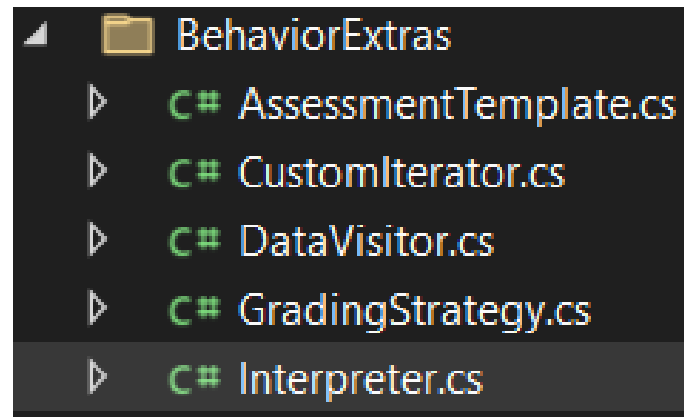 BehaviorExtras
C# AssessmentTemplate.cs
C# CustomIterator.cs
C# DataVisitor.cs
C# GradingStrategy.cs
C# Interpreter.cs